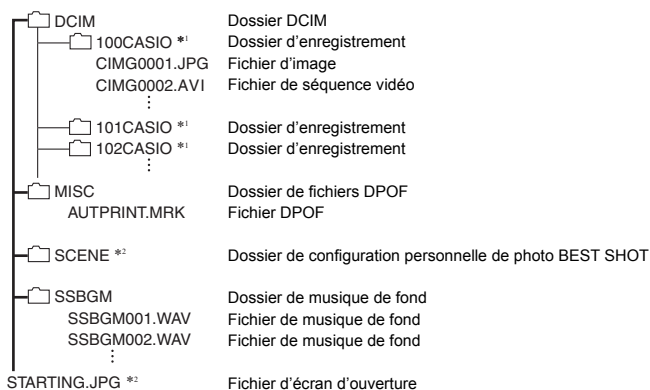 DCIM Dossier DCIM
100CASIO *1 Dossier d’enregistrement
CIMG0001.JPG Fichier d’image
CIMG0002.AVI Fichier de séquence vidéo
101CASIO *1 Dossier d’enregistrement
102CASIO *1 Dossier d’enregistrement
MISC Dossier de fichiers DPOF
AUTPRINT.MRK Fichier DPOF
SCENE *2 Dossier de configuration personnelle de photo BEST SHOT
SSBGM Dossier de musique de fond
SSBGM001.WAV Fichier de musique de fond
SSBGM002.WAV Fichier de musique de fond
STARTING.JPG *2 Fichier d’écran d’ouverture